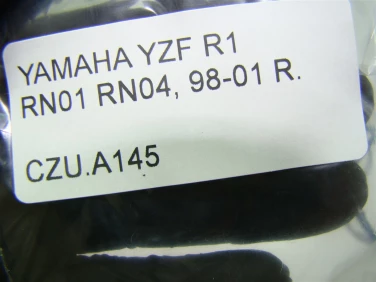 YAMAHA YZF R1
RN01 RN04, 98-01 R.
CZU.A145